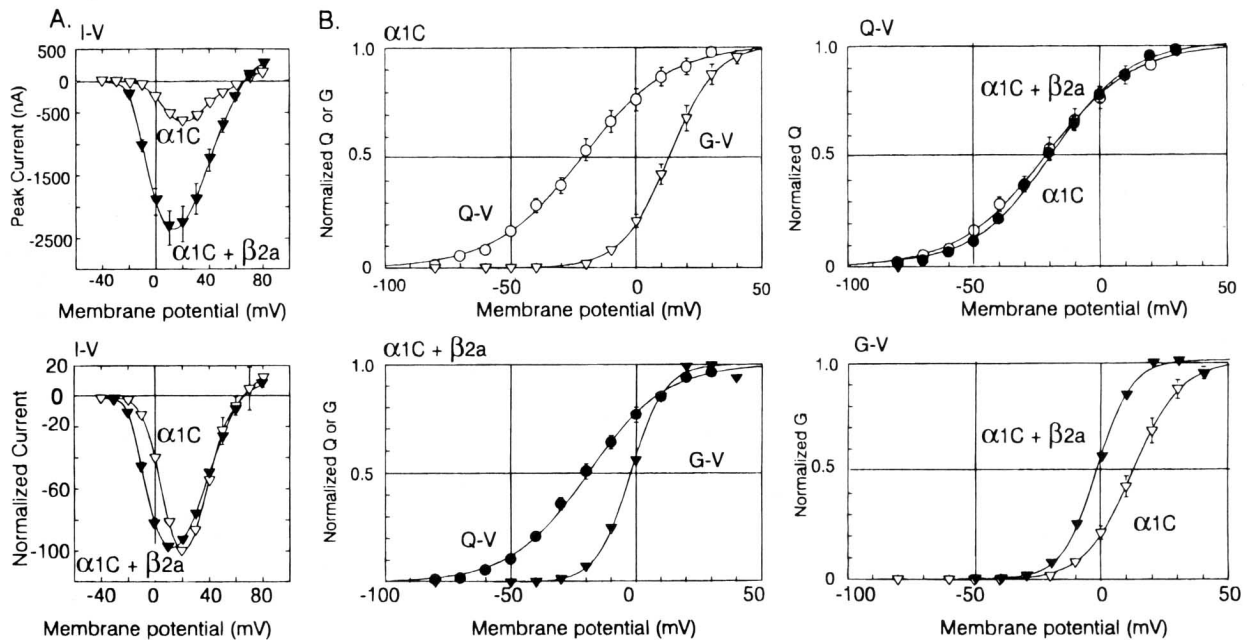 A.
I-V
500
0
-500
-1500
-2500
Peak Current (nA)
α1C
α1C + β2a
-40 0 40 80
Membrane potential (mV)
I-V
20
0
-20
-40
-60
-80
-100
Normalized Current
α1C
α1C + β2a
-40 0 40 80
Membrane potential (mV)
B.
α1C
1.0
0.5
0
Normalized Q or G
Q-V
G-V
-100 -50 0 50
Membrane potential (mV)
Q-V
1.0
0.5
0
Normalized Q
α1C + β2a
α1C
-100 -50 0 50
Membrane potential (mV)
α1C + β2a
1.0
0.5
0
Normalized Q or G
Q-V
G-V
-100 -50 0 50
Membrane potential (mV)
G-V
1.0
0.5
0
Normalized G
α1C + β2a
α1C
-100 -50 0 50
Membrane potential (mV)